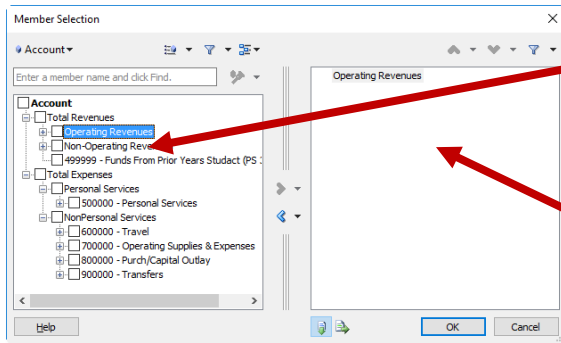 Member Selection
Account
Enter a member name and click Find.
Operating Revenues
Account
Total Revenues
Operating Revenues
Non-Operating Reve
499999 - Funds From Prior Years Studact (PS
Total Expenses
Personal Services
500000 - Personal Services
NonPersonal Services
600000 - Travel
700000 - Operating Supplies & Expenses
800000 - Purch/Capital Outlay
900000 - Transfers
Help
OK
Cancel